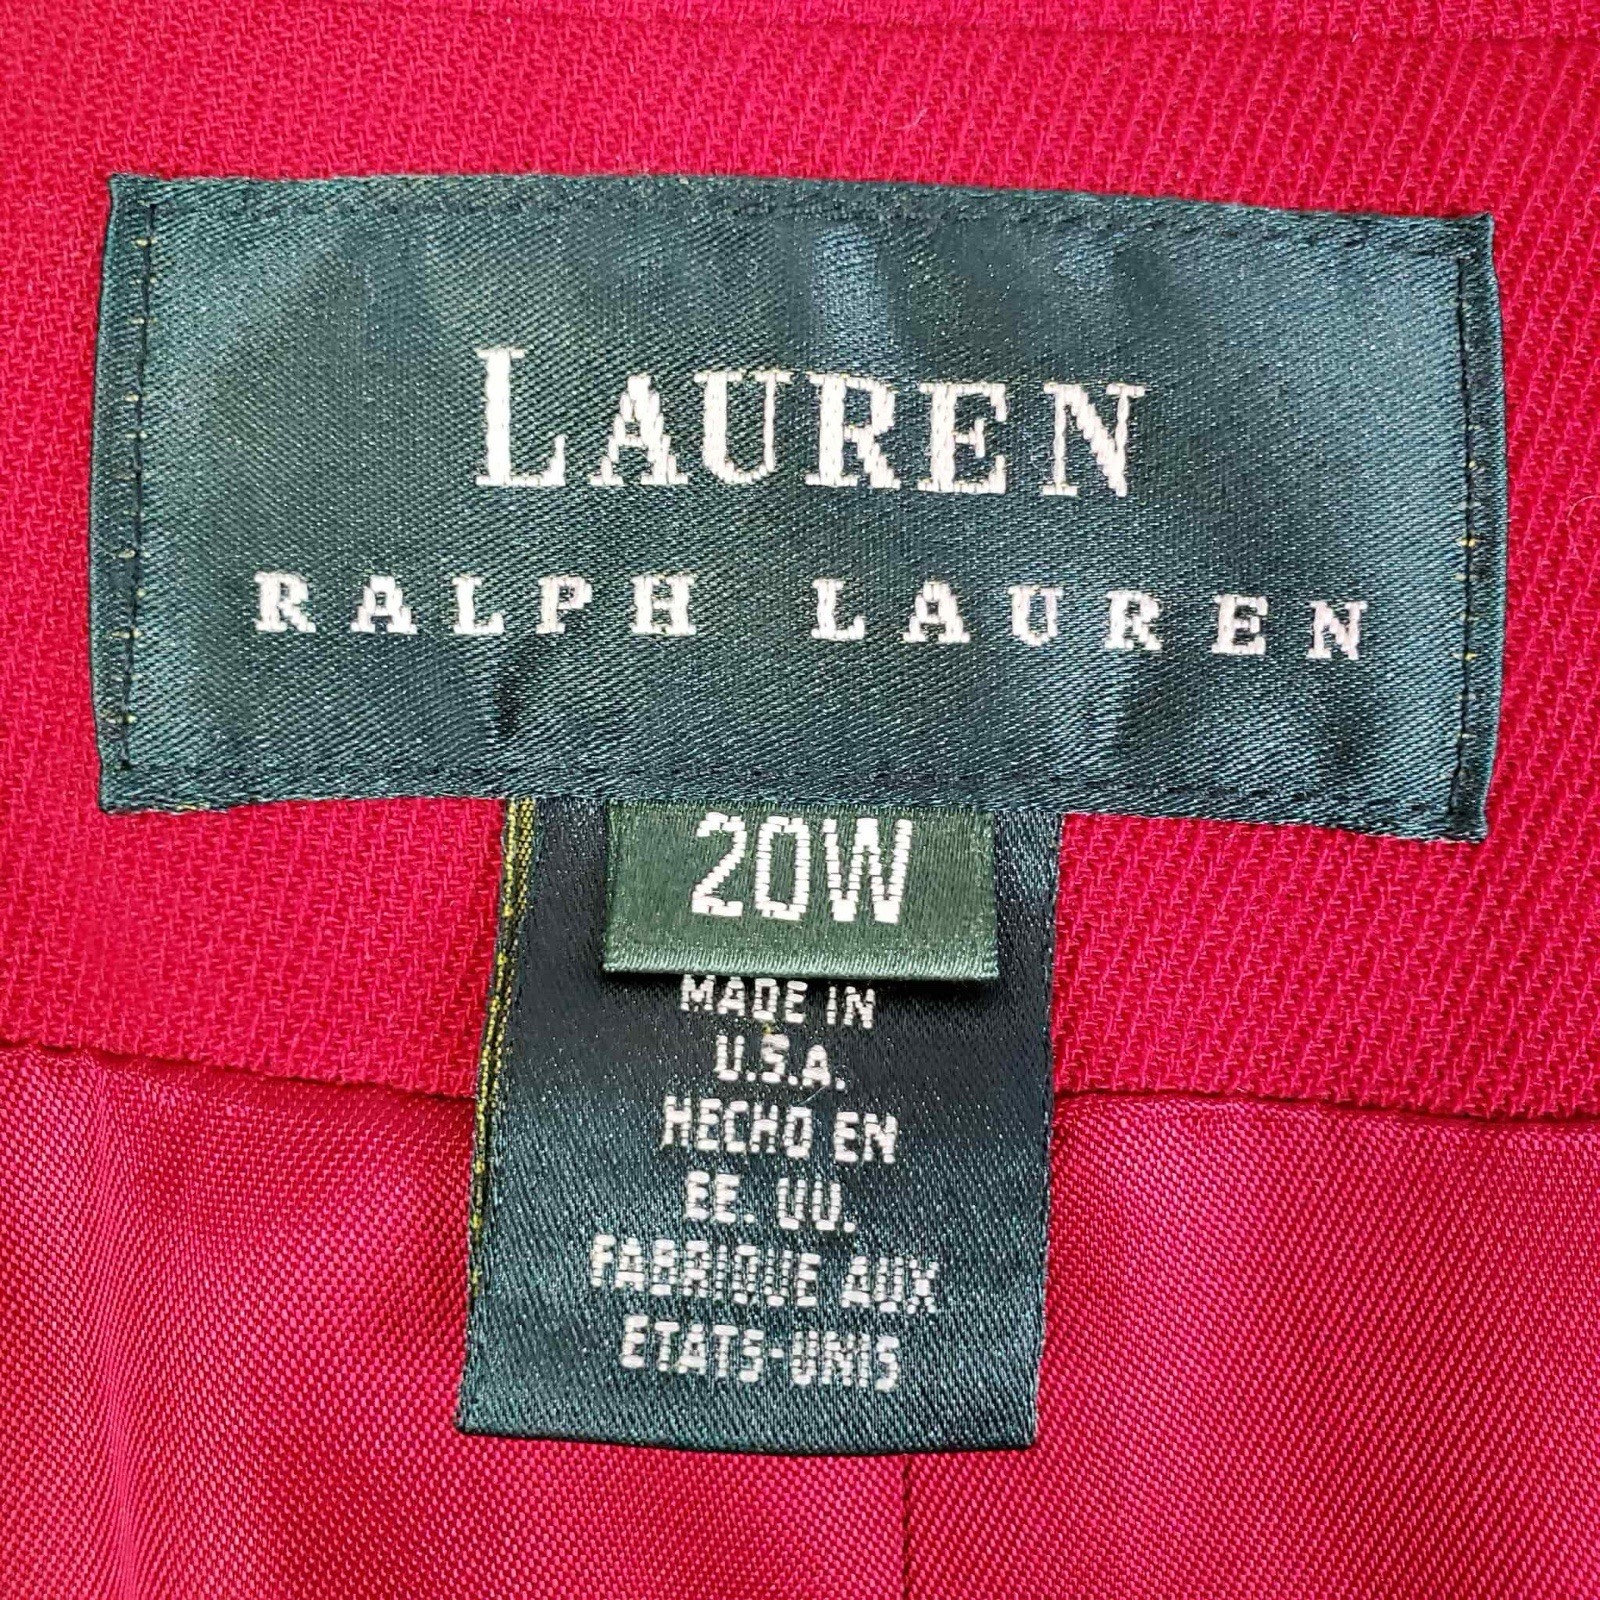 LAUREN
RALPH LAUREN
20W
MADE IN
U.S.A.
HECHO EN
EE. UU.
FABRIQUE AUX
ETATS-UNIS